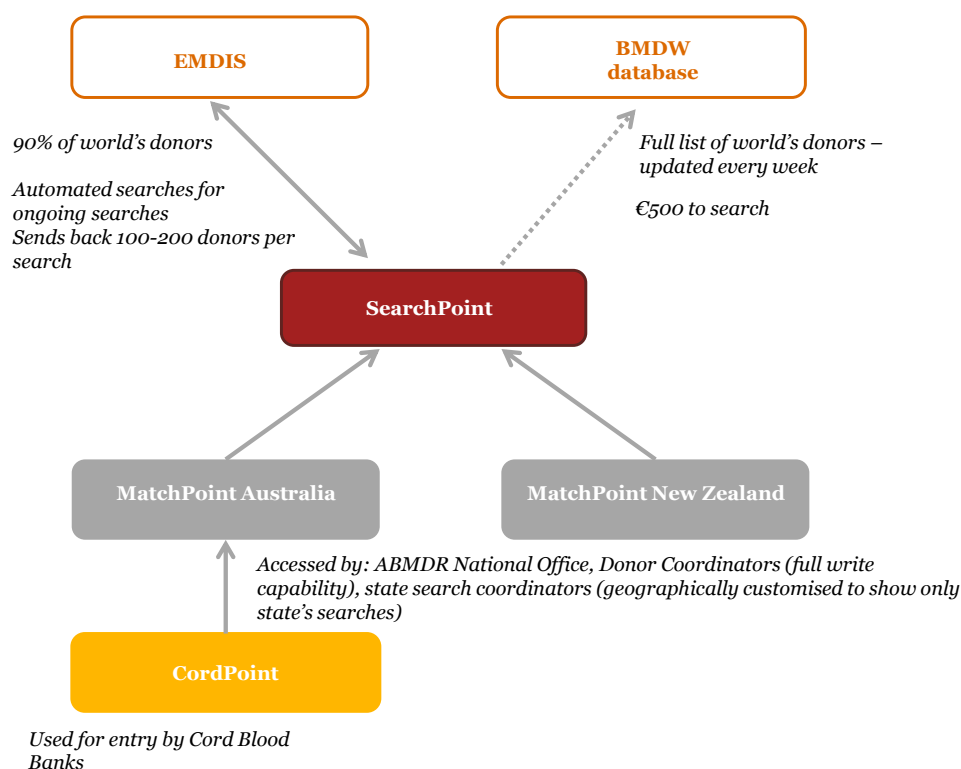 EMDIS
BMDW
database
90% of world's donors
Automated searches for
ongoing searches
Sends back 100-200 donors per
search
Full list of world's donors –
updated every week
€500 to search
SearchPoint
MatchPoint Australia
MatchPoint New Zealand
Accessed by: ABMDR National Office, Donor Coordinators (full write
capability), state search coordinators (geographically customised to show only
state's searches)
CordPoint
Used for entry by Cord Blood
Banks